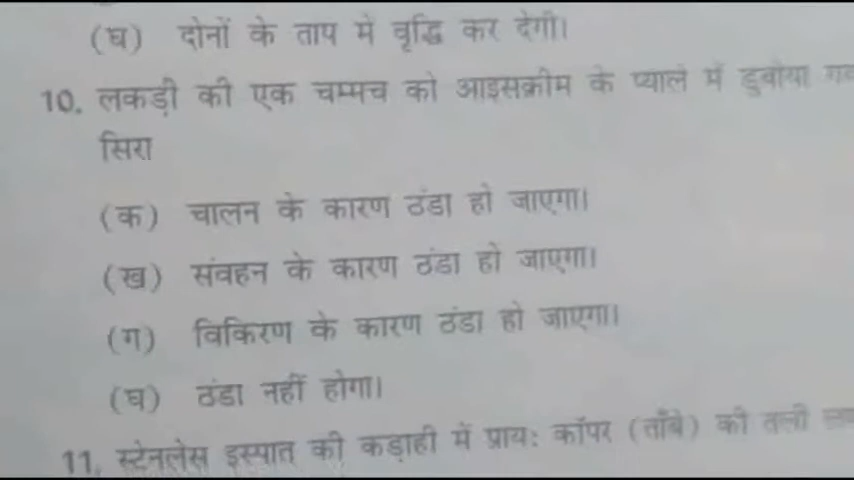 (घ) दोनों के ताप में वृद्धि कर देगी।
10. लकड़ी की एक चम्मच को आइसक्रीम के प्याले में डुबोया
सिरा
(क) चालन के कारण ठंडा हो जाएगा।
(ख) संवहन के कारण ठंडा हो जाएगा।
(ग) विकिरण के कारण ठंडा हो जाएगा।
(घ) ठंडा नहीं होगा।
11. स्टेनलेस इस्पात की कड़ाही में प्राय: कॉपर (ताँबे) की तली